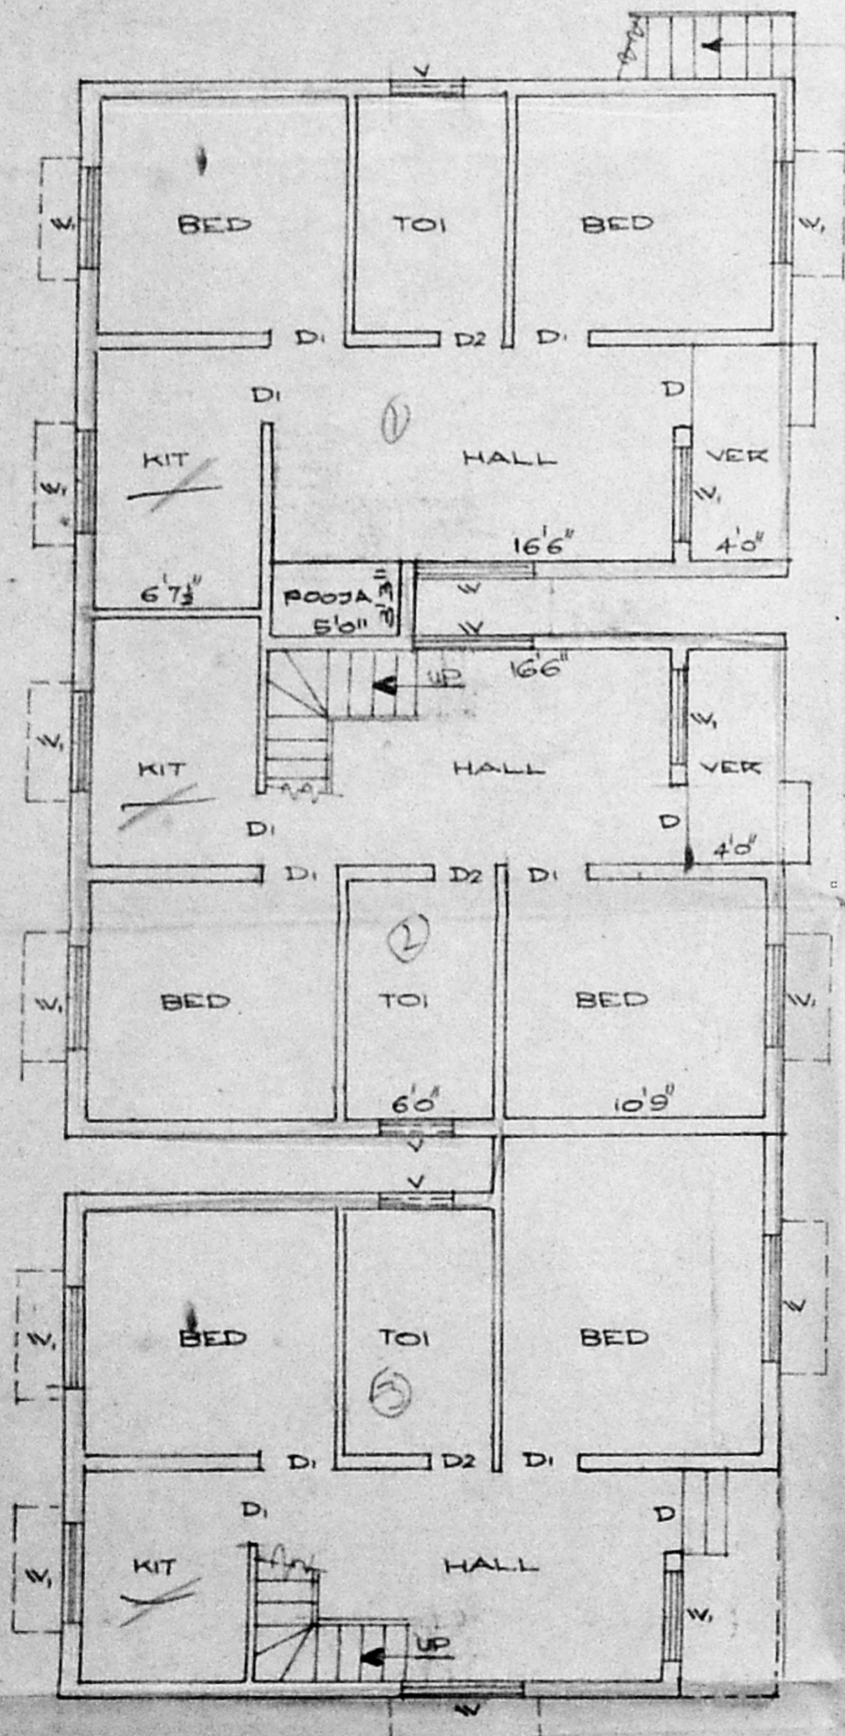 V
BED TOI BED
W1 W1
D1 D2 D1
D1 D
1
KIT HALL VER
W1 W1
16'6" 4'0"
6'7½"
POOJA 3'3"
5'0"
W
W
16'6"
UP
W1
W1
KIT HALL VER
D1 D
4'0"
D1 D2 D1
2
BED TOI BED
W1 W1
6'0" 10'9"
V
V
W
BED TOI BED
W1
3
D1 D2 D1
D1 D
KIT HALL
W1 W1
UP
W